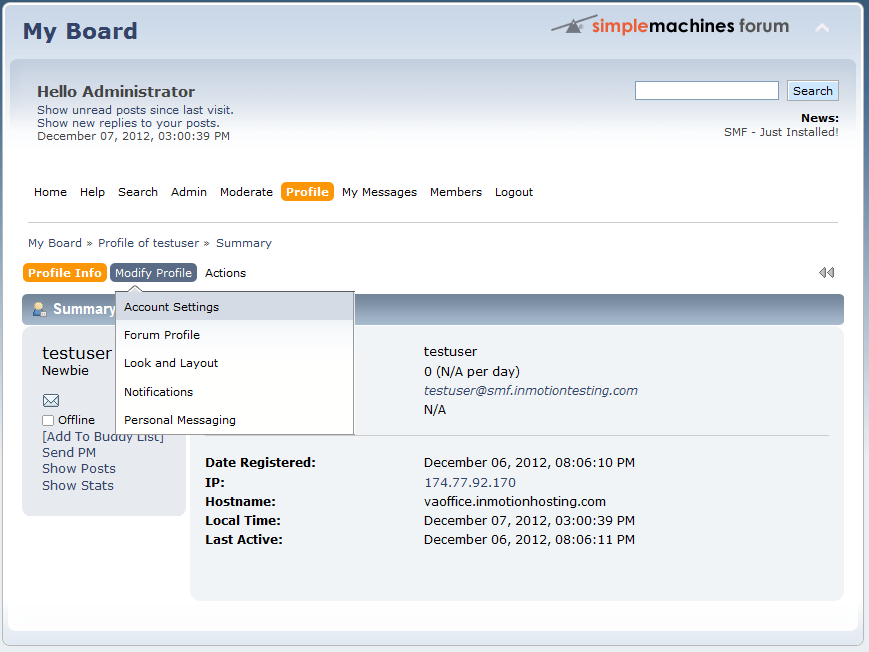 My Board
simplemachines forum
Hello Administrator
Show unread posts since last visit.
Show new replies to your posts.
December 07, 2012, 03:00:39 PM
Search
News:
SMF - Just Installed!
Home Help Search Admin Moderate Profile My Messages Members Logout
My Board » Profile of testuser » Summary
Profile Info Modify Profile Actions
Summary
Account Settings
Forum Profile
Look and Layout
Notifications
Personal Messaging
testuser
Newbie
Offline
[Add To Buddy List]
Send PM
Show Posts
Show Stats
testuser
0 (N/A per day)
testuser@smf.inmotiontesting.com
N/A
Date Registered: December 06, 2012, 08:06:10 PM
IP: 174.77.92.170
Hostname: vaoffice.inmotionhosting.com
Local Time: December 07, 2012, 03:00:39 PM
Last Active: December 06, 2012, 08:06:11 PM